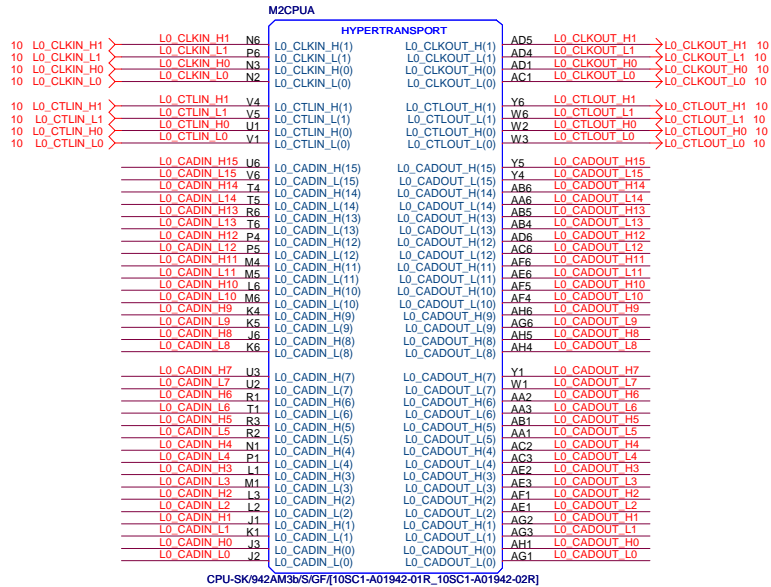 M2CPUA
HYPERTRANSPORT
10 L0_CLKIN_H1 L0_CLKIN_H1 N6 L0_CLKIN_H(1) L0_CLKOUT_H(1) AD5 L0_CLKOUT_H1 L0_CLKOUT_H1 10
10 L0_CLKIN_L1 L0_CLKIN_L1 P6 L0_CLKIN_L(1) L0_CLKOUT_L(1) AD4 L0_CLKOUT_L1 L0_CLKOUT_L1 10
10 L0_CLKIN_H0 L0_CLKIN_H0 N3 L0_CLKIN_H(0) L0_CLKOUT_H(0) AD1 L0_CLKOUT_H0 L0_CLKOUT_H0 10
10 L0_CLKIN_L0 L0_CLKIN_L0 N2 L0_CLKIN_L(0) L0_CLKOUT_L(0) AC1 L0_CLKOUT_L0 L0_CLKOUT_L0 10
10 L0_CTLIN_H1 L0_CTLIN_H1 V4 L0_CTLIN_H(1) L0_CTLOUT_H(1) Y6 L0_CTLOUT_H1 L0_CTLOUT_H1 10
10 L0_CTLIN_L1 L0_CTLIN_L1 V5 L0_CTLIN_L(1) L0_CTLOUT_L(1) W6 L0_CTLOUT_L1 L0_CTLOUT_L1 10
10 L0_CTLIN_H0 L0_CTLIN_H0 U1 L0_CTLIN_H(0) L0_CTLOUT_H(0) W2 L0_CTLOUT_H0 L0_CTLOUT_H0 10
10 L0_CTLIN_L0 L0_CTLIN_L0 V1 L0_CTLIN_L(0) L0_CTLOUT_L(0) W3 L0_CTLOUT_L0 L0_CTLOUT_L0 10
L0_CADIN_H15 U6 L0_CADIN_H(15) L0_CADOUT_H(15) Y5 L0_CADOUT_H15
L0_CADIN_L15 V6 L0_CADIN_L(15) L0_CADOUT_L(15) Y4 L0_CADOUT_L15
L0_CADIN_H14 T4 L0_CADIN_H(14) L0_CADOUT_H(14) AB6 L0_CADOUT_H14
L0_CADIN_L14 T5 L0_CADIN_L(14) L0_CADOUT_L(14) AA6 L0_CADOUT_L14
L0_CADIN_H13 R6 L0_CADIN_H(13) L0_CADOUT_H(13) AB5 L0_CADOUT_H13
L0_CADIN_L13 T6 L0_CADIN_L(13) L0_CADOUT_L(13) AB4 L0_CADOUT_L13
L0_CADIN_H12 P4 L0_CADIN_H(12) L0_CADOUT_H(12) AD6 L0_CADOUT_H12
L0_CADIN_L12 P5 L0_CADIN_L(12) L0_CADOUT_L(12) AC6 L0_CADOUT_L12
L0_CADIN_H11 M4 L0_CADIN_H(11) L0_CADOUT_H(11) AF6 L0_CADOUT_H11
L0_CADIN_L11 M5 L0_CADIN_L(11) L0_CADOUT_L(11) AE6 L0_CADOUT_L11
L0_CADIN_H10 L6 L0_CADIN_H(10) L0_CADOUT_H(10) AF5 L0_CADOUT_H10
L0_CADIN_L10 M6 L0_CADIN_L(10) L0_CADOUT_L(10) AF4 L0_CADOUT_L10
L0_CADIN_H9 K4 L0_CADIN_H(9) L0_CADOUT_H(9) AH6 L0_CADOUT_H9
L0_CADIN_L9 K5 L0_CADIN_L(9) L0_CADOUT_L(9) AG6 L0_CADOUT_L9
L0_CADIN_H8 J6 L0_CADIN_H(8) L0_CADOUT_H(8) AH5 L0_CADOUT_H8
L0_CADIN_L8 K6 L0_CADIN_L(8) L0_CADOUT_L(8) AH4 L0_CADOUT_L8
L0_CADIN_H7 U3 L0_CADIN_H(7) L0_CADOUT_H(7) Y1 L0_CADOUT_H7
L0_CADIN_L7 U2 L0_CADIN_L(7) L0_CADOUT_L(7) W1 L0_CADOUT_L7
L0_CADIN_H6 R1 L0_CADIN_H(6) L0_CADOUT_H(6) AA2 L0_CADOUT_H6
L0_CADIN_L6 T1 L0_CADIN_L(6) L0_CADOUT_L(6) AA3 L0_CADOUT_L6
L0_CADIN_H5 R3 L0_CADIN_H(5) L0_CADOUT_H(5) AB1 L0_CADOUT_H5
L0_CADIN_L5 R2 L0_CADIN_L(5) L0_CADOUT_L(5) AA1 L0_CADOUT_L5
L0_CADIN_H4 N1 L0_CADIN_H(4) L0_CADOUT_H(4) AC2 L0_CADOUT_H4
L0_CADIN_L4 P1 L0_CADIN_L(4) L0_CADOUT_L(4) AC3 L0_CADOUT_L4
L0_CADIN_H3 L1 L0_CADIN_H(3) L0_CADOUT_H(3) AE2 L0_CADOUT_H3
L0_CADIN_L3 M1 L0_CADIN_L(3) L0_CADOUT_L(3) AE3 L0_CADOUT_L3
L0_CADIN_H2 L3 L0_CADIN_H(2) L0_CADOUT_H(2) AF1 L0_CADOUT_H2
L0_CADIN_L2 L2 L0_CADIN_L(2) L0_CADOUT_L(2) AE1 L0_CADOUT_L2
L0_CADIN_H1 J1 L0_CADIN_H(1) L0_CADOUT_H(1) AG2 L0_CADOUT_H1
L0_CADIN_L1 K1 L0_CADIN_L(1) L0_CADOUT_L(1) AG3 L0_CADOUT_L1
L0_CADIN_H0 J3 L0_CADIN_H(0) L0_CADOUT_H(0) AH1 L0_CADOUT_H0
L0_CADIN_L0 J2 L0_CADIN_L(0) L0_CADOUT_L(0) AG1 L0_CADOUT_L0
CPU-SK/942AM3b/S/GF/[10SC1-A01942-01R_10SC1-A01942-02R]